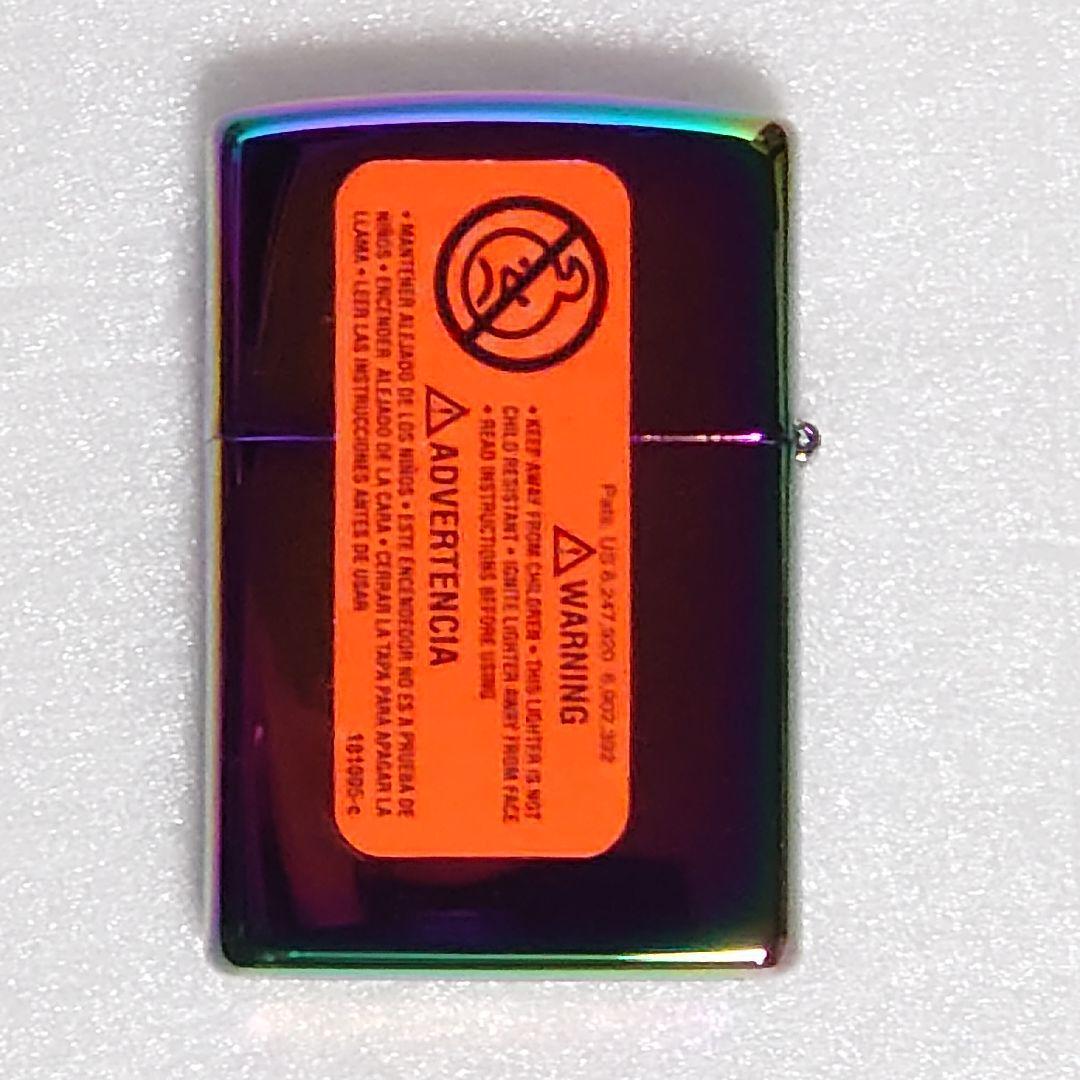 Pats. US 6,247,920 6,902,392
⚠ WARNING
• KEEP AWAY FROM CHILDREN • THIS LIGHTER IS NOT
CHILD RESISTANT • IGNITE LIGHTER AWAY FROM FACE
• READ INSTRUCTIONS BEFORE USING
⚠ ADVERTENCIA
• MANTENER ALEJADO DE LOS NIÑOS • ESTE ENCENDEDOR NO ES A PRUEBA DE
NIÑOS • ENCENDER ALEJADO DE LA CARA • CERRAR LA TAPA PARA APAGAR LA
LLAMA • LEER LAS INSTRUCCIONES ANTES DE USAR
181095-c